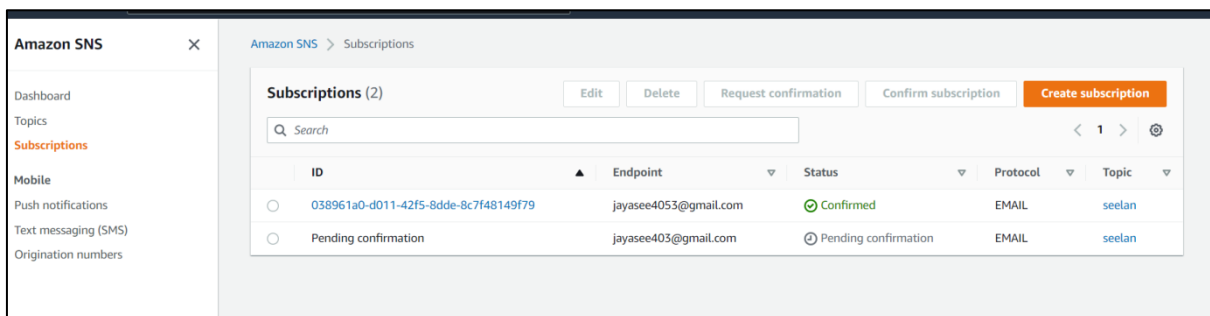 Amazon SNS
Dashboard
Topics
Subscriptions
Mobile
Push notifications
Text messaging (SMS)
Origination numbers
Amazon SNS > Subscriptions
Subscriptions (2) Edit Delete Request confirmation Confirm subscription Create subscription
Search 1
ID Endpoint Status Protocol Topic
038961a0-d011-42f5-8dde-8c7f48149f79 jayasee4053@gmail.com Confirmed EMAIL seelan
Pending confirmation jayasee403@gmail.com Pending confirmation EMAIL seelan